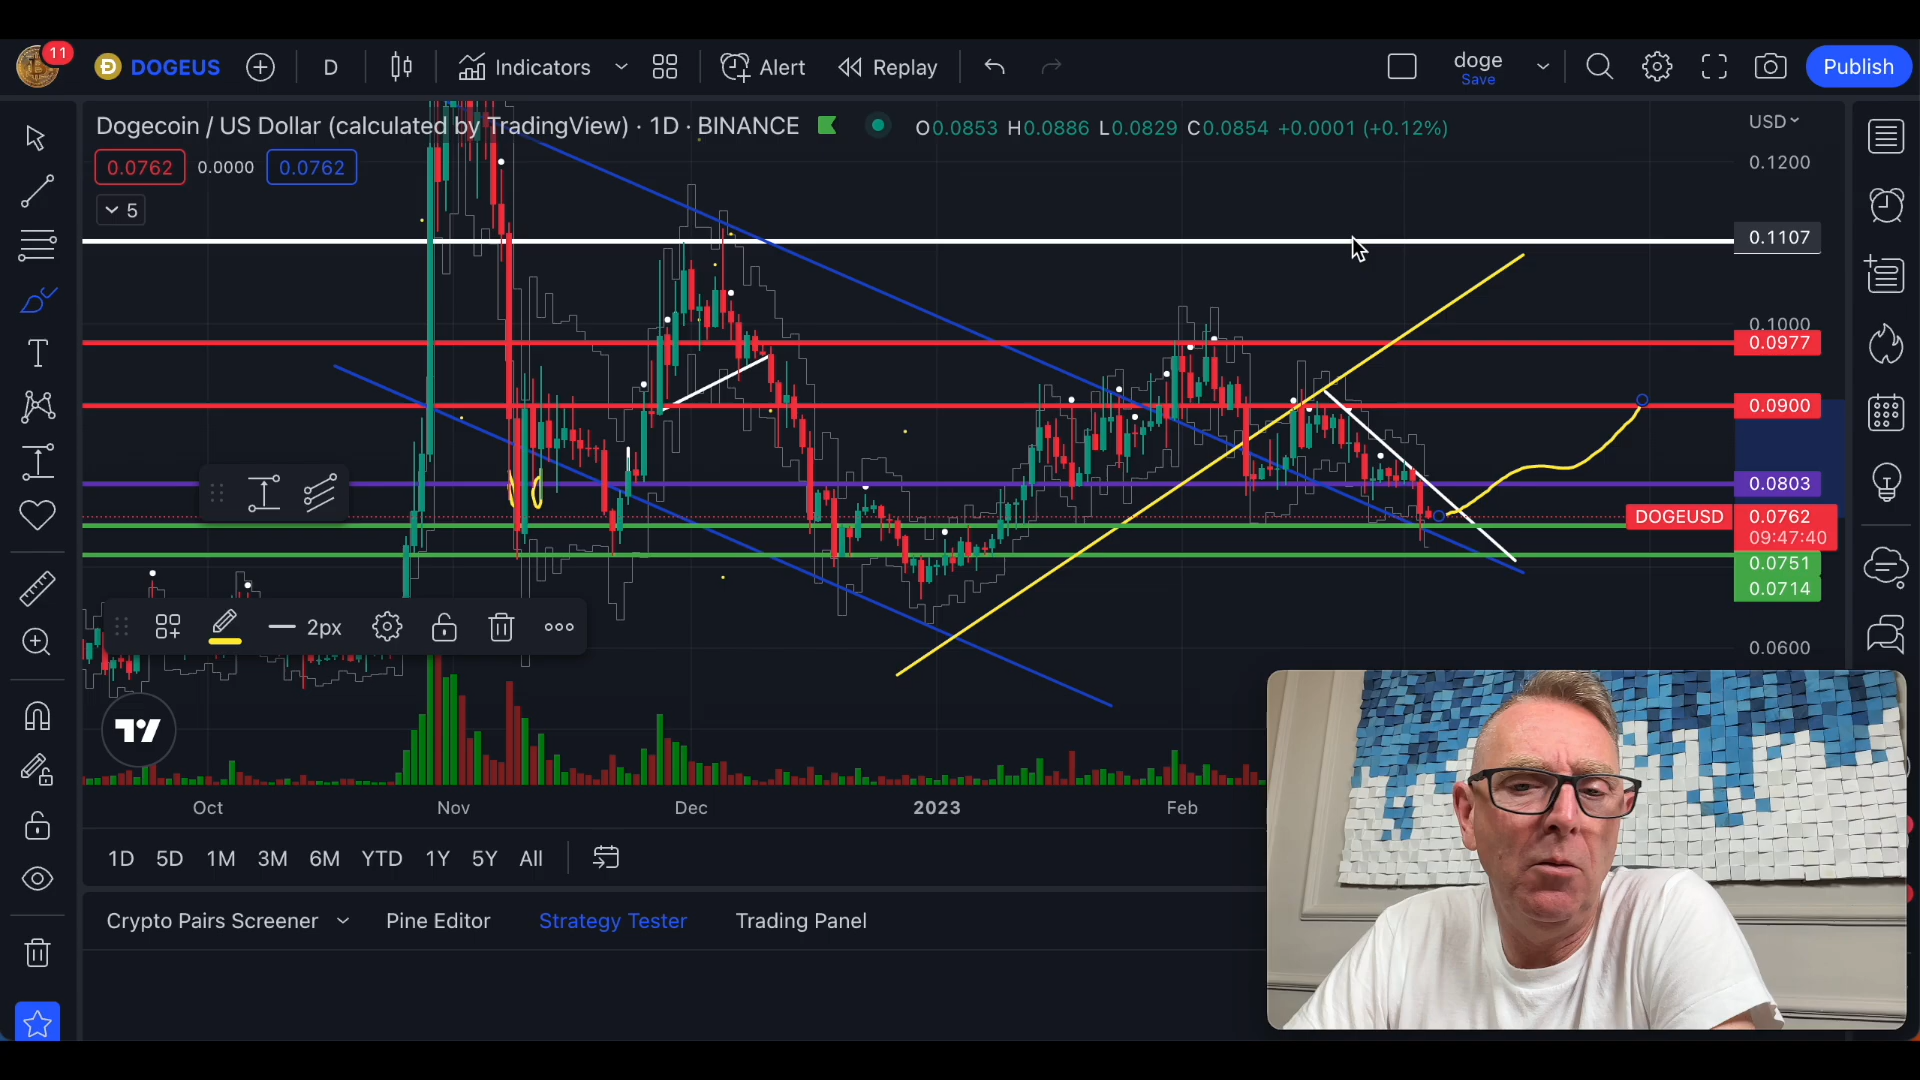 11
DOGEUS
D
Indicators
Alert
Replay
doge
Save
Publish
Dogecoin / US Dollar (calculated by TradingView) · 1D · BINANCE
O0.0853 H0.0886 L0.0829 C0.0854 +0.0001 (+0.12%)
USD
0.0762
0.0000
0.0762
5
0.1200
0.1107
0.1000
0.0977
0.0900
0.0803
DOGEUSD
0.0762
09:47:40
0.0751
0.0714
0.0600
2px
Oct
Nov
Dec
2023
Feb
1D 5D 1M 3M 6M YTD 1Y 5Y All
Crypto Pairs Screener
Pine Editor
Strategy Tester
Trading Panel